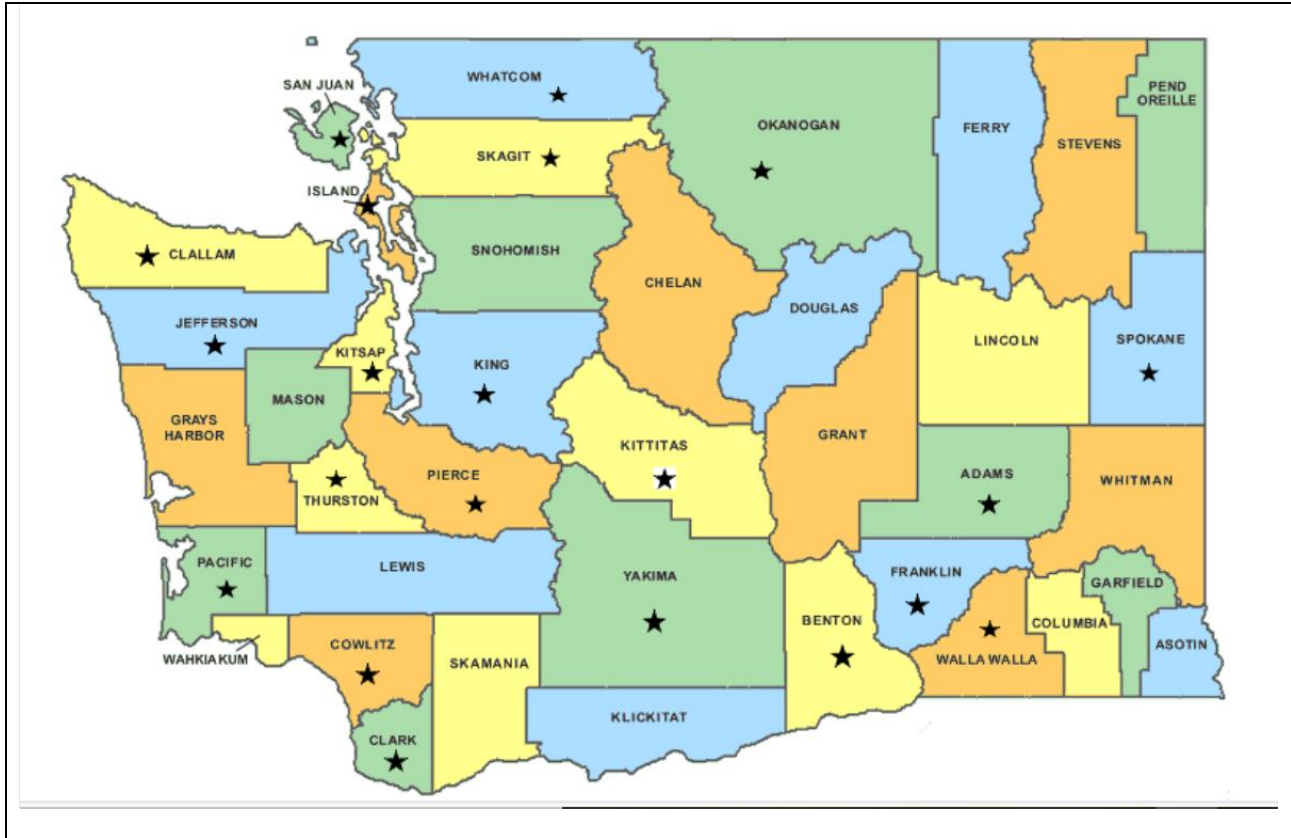 WHATCOM
SAN JUAN
PEND
OREILLE
OKANOGAN
FERRY
STEVENS
SKAGIT
ISLAND
CLALLAM
SNOHOMISH
CHELAN
DOUGLAS
JEFFERSON
LINCOLN
SPOKANE
KITSAP
KING
MASON
GRAYS
HARBOR
GRANT
KITTITAS
PIERCE
ADAMS
WHITMAN
THURSTON
PACIFIC
LEWIS
YAKIMA
FRANKLIN
GARFIELD
BENTON
COLUMBIA
WALLA WALLA
ASOTIN
COWLITZ
WAHKIAKUM
SKAMANIA
KLICKITAT
CLARK